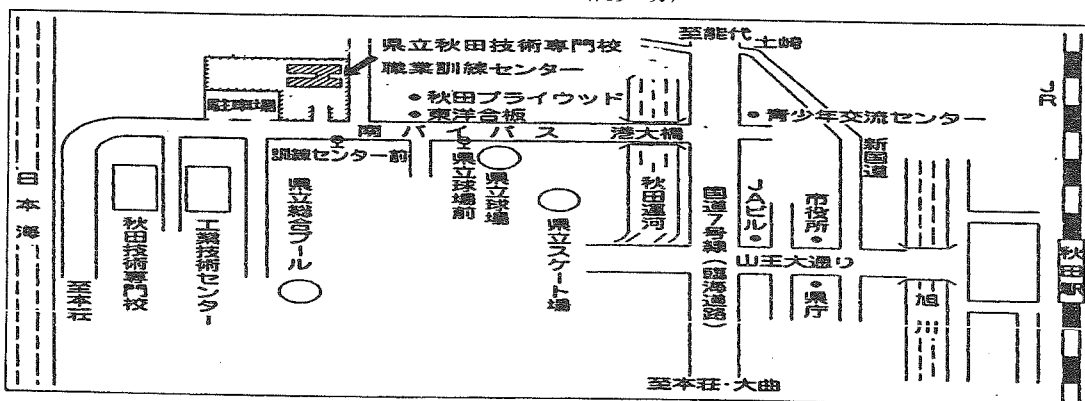 至能代
土崎
県立秋田技術専門校
職業訓練センター
駐車場
・秋田プライウッド
・東洋合板
JR
・青少年交流センター
南バイパス
港大橋
訓練センター前
県立球場前
県立球場
秋田運河
国道7号線(臨海道路)
JAビル
市役所
新国道
日本海
秋田技術専門校
工業技術センター
県立総合プール
県立スケート場
山王大通り
県庁
旭川
秋田駅
至本荘
至本荘・大曲